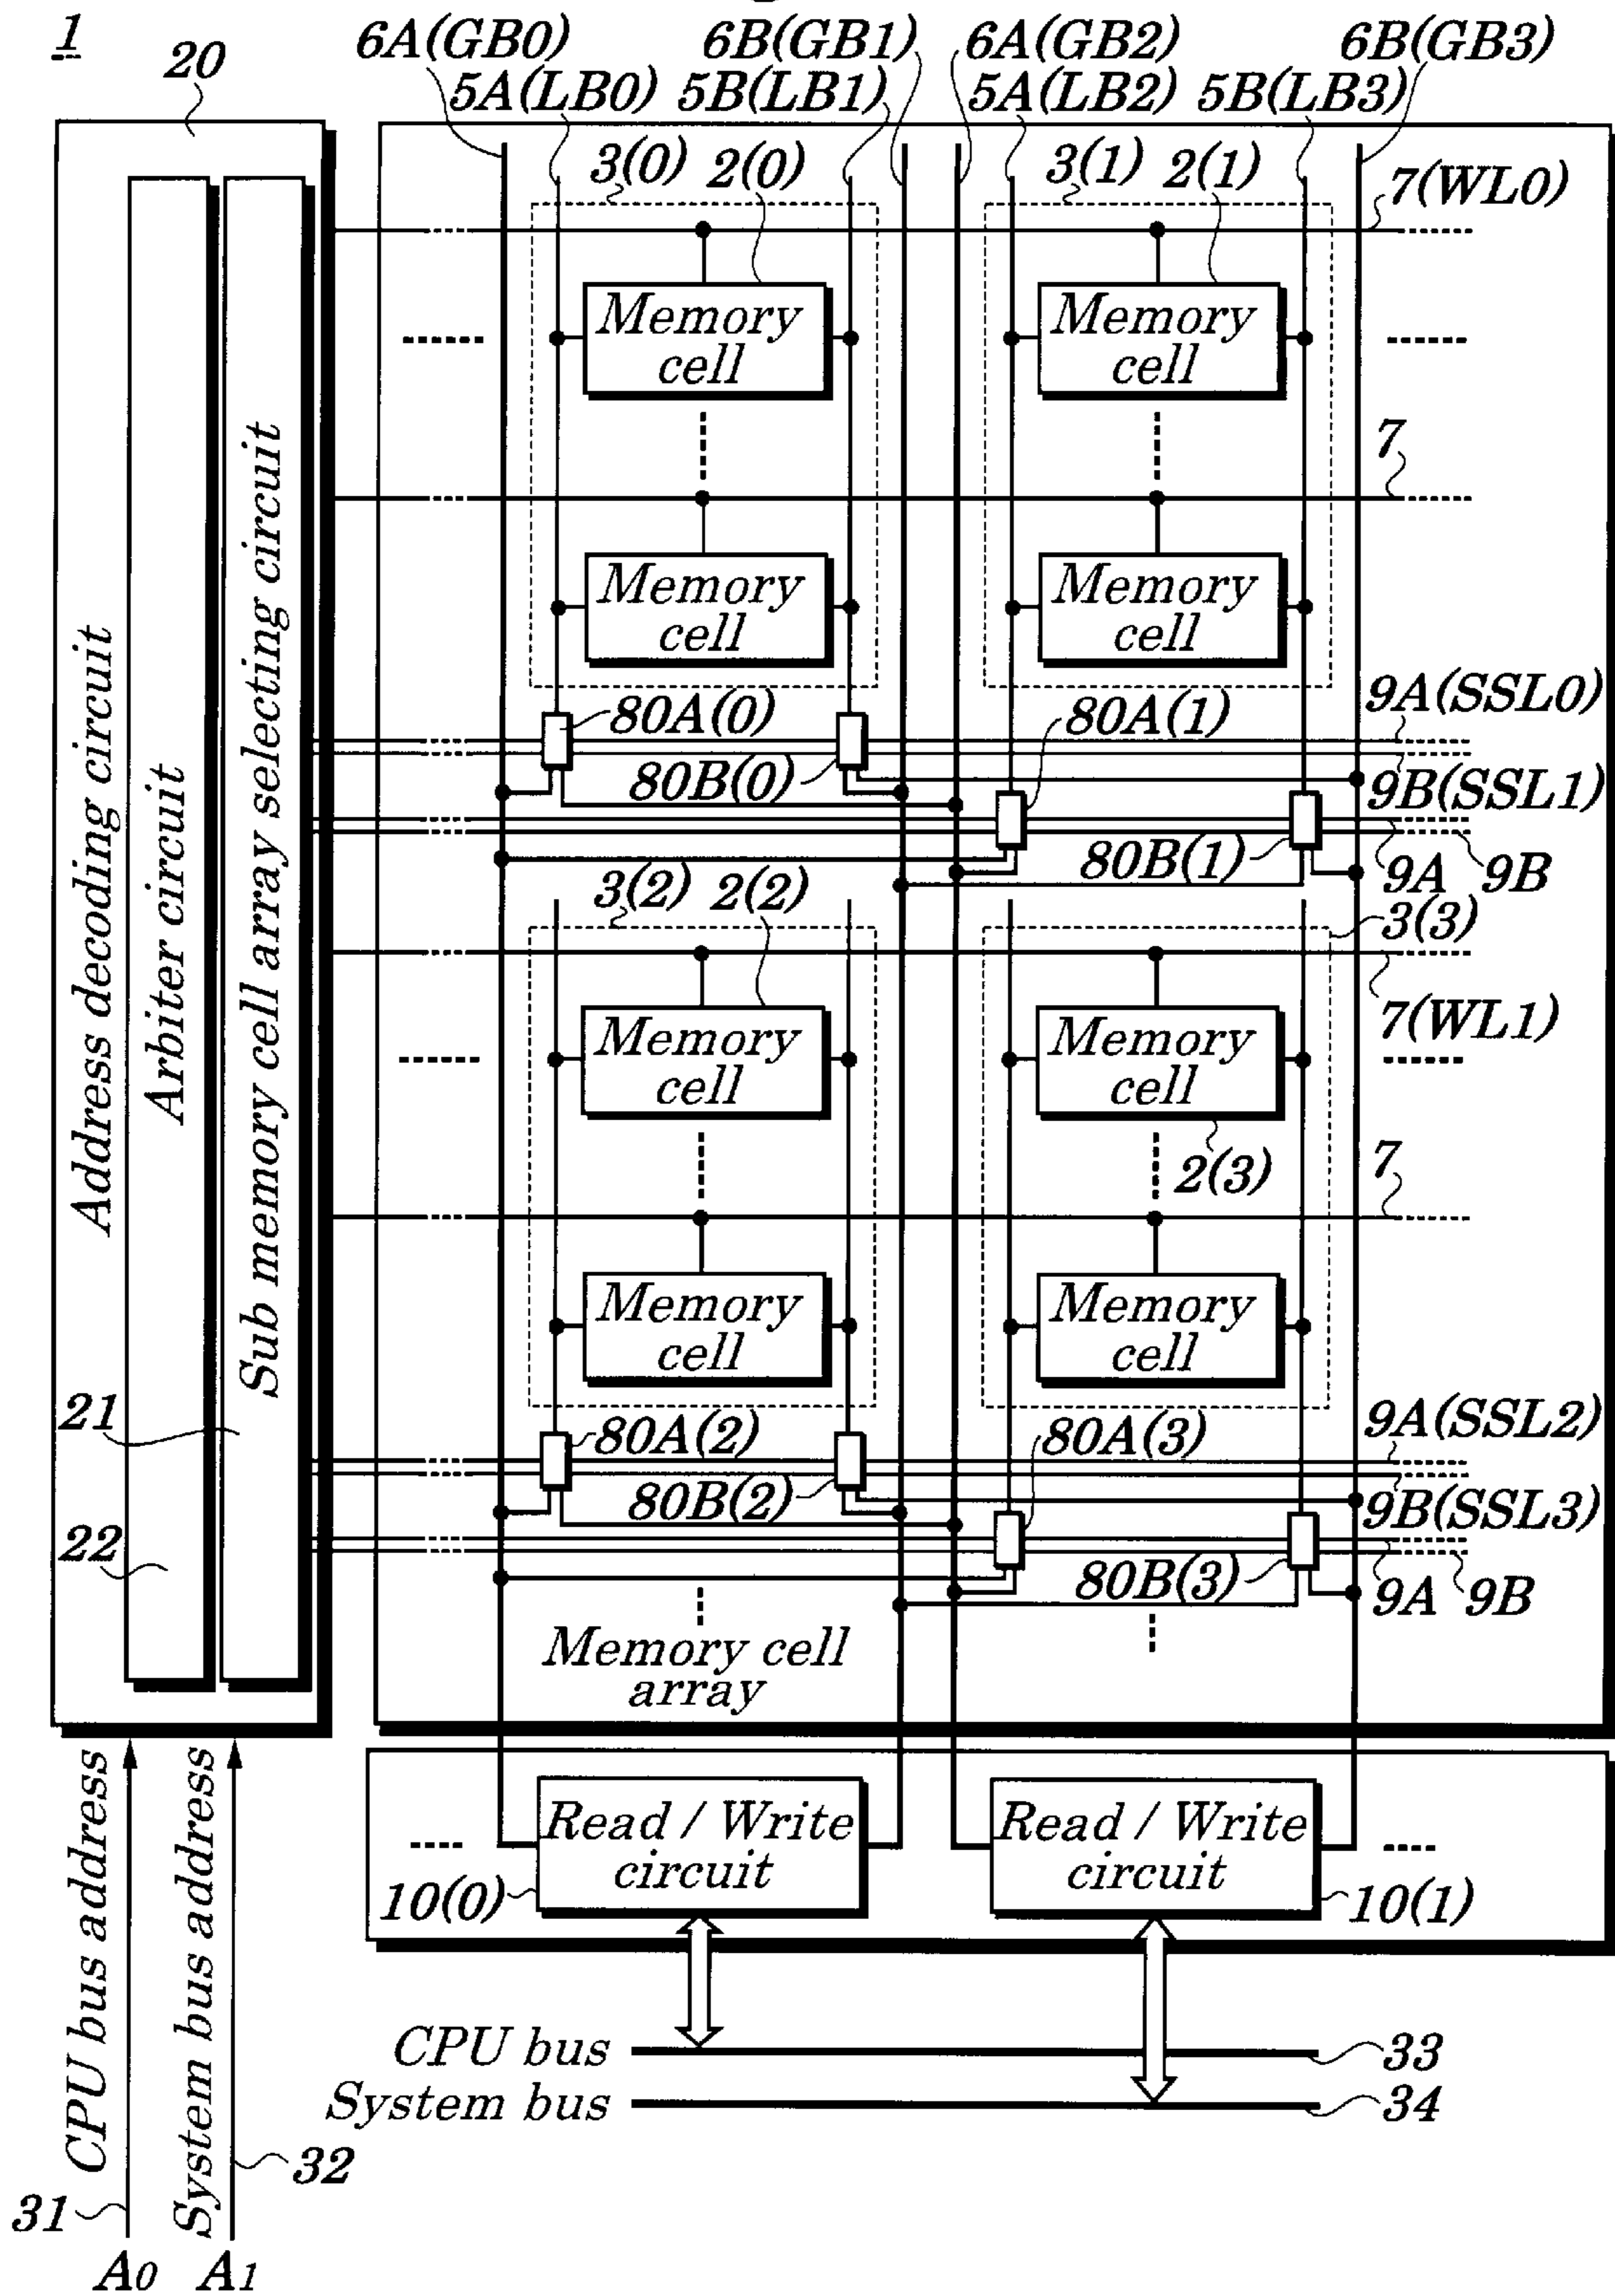 1
20
6A(GB0)
6B(GB1)
6A(GB2)
6B(GB3)
5A(LB0)
5B(LB1)
5A(LB2)
5B(LB3)
3(0)
2(0)
3(1)
2(1)
7(WL0)
Memory
cell
Memory
cell
7
Memory
cell
Memory
cell
Address decoding circuit
Arbiter circuit
Sub memory cell array selecting circuit
80A(0)
80A(1)
9A(SSL0)
80B(0)
9B(SSL1)
80B(1)
9A
9B
3(2)
2(2)
3(3)
Memory
cell
Memory
cell
7(WL1)
2(3)
7
Memory
cell
Memory
cell
21
80A(2)
80A(3)
9A(SSL2)
80B(2)
9B(SSL3)
22
80B(3)
9A
9B
Memory cell
array
Read / Write
circuit
Read / Write
circuit
10(0)
10(1)
CPU bus address
System bus address
CPU bus
33
System bus
34
32
31
A0
A1